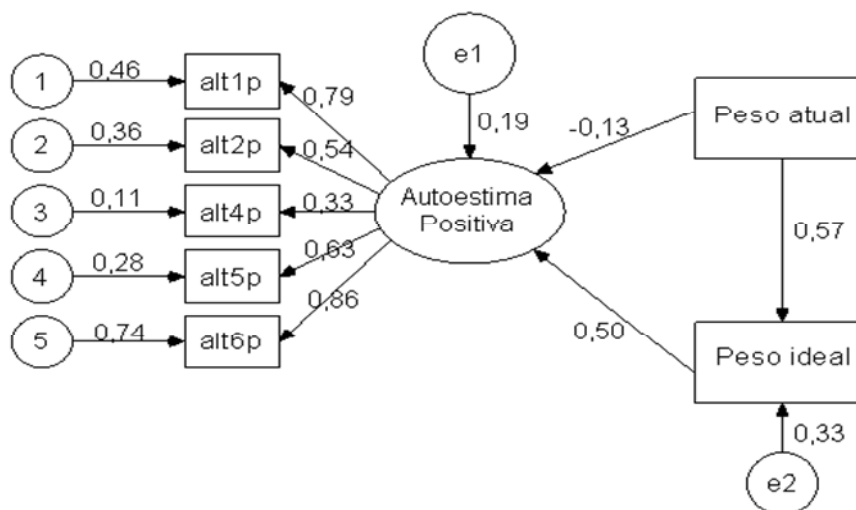 e1
1
0,46
alt1p
0,79
0,19
-0,13
Peso atual
2
0,36
alt2p
0,54
3
0,11
alt4p
0,33
Autoestima
Positiva
0,57
4
0,28
alt5p
0,63
5
0,74
alt6p
0,86
0,50
Peso ideal
0,33
e2